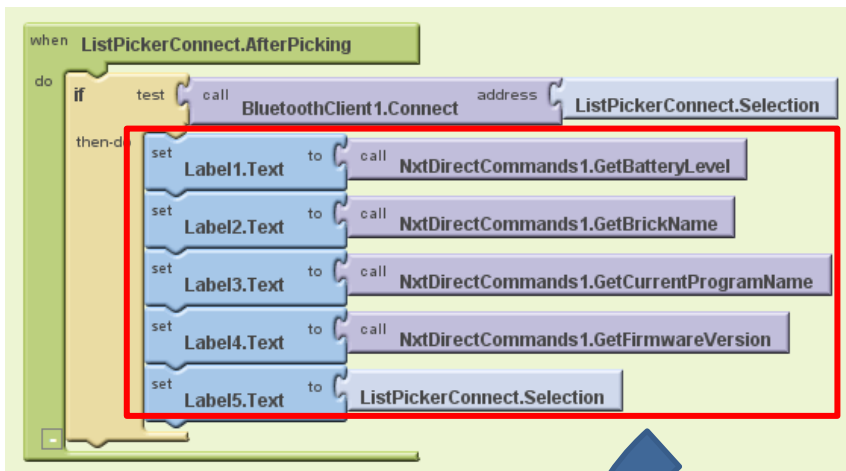 when ListPickerConnect.AfterPicking
do if test call BluetoothClient1.Connect address ListPickerConnect.Selection
then-do set Label1.Text to call NxtDirectCommands1.GetBatteryLevel
set Label2.Text to call NxtDirectCommands1.GetBrickName
set Label3.Text to call NxtDirectCommands1.GetCurrentProgramName
set Label4.Text to call NxtDirectCommands1.GetFirmwareVersion
set Label5.Text to ListPickerConnect.Selection